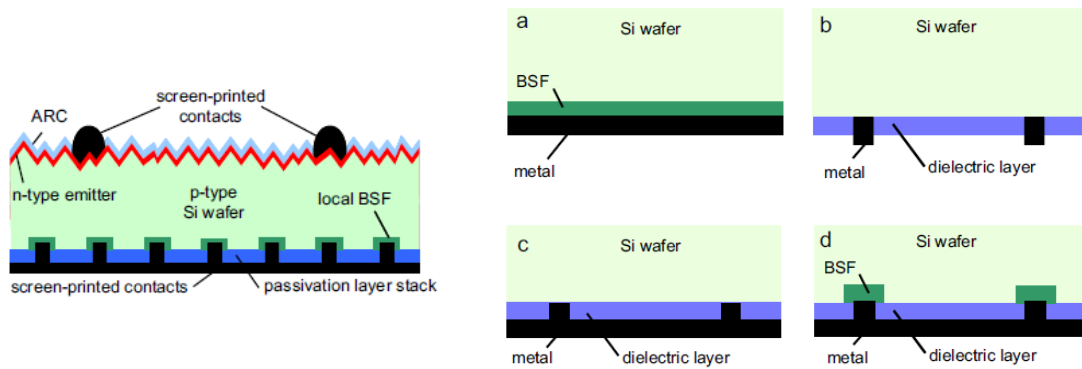 screen-printed
contacts
ARC
n-type emitter
p-type
Si wafer
local BSF
screen-printed contacts
passivation layer stack
a
Si wafer
BSF
metal
b
Si wafer
metal
dielectric layer
c
Si wafer
metal
dielectric layer
d
Si wafer
BSF
metal
dielectric layer